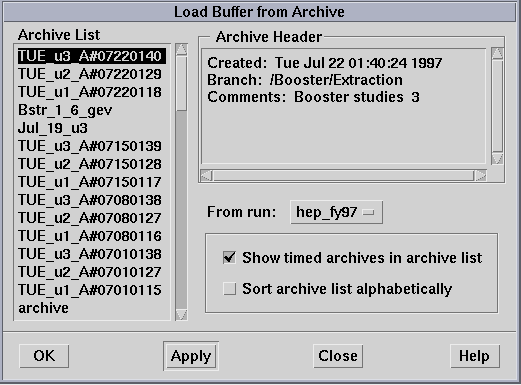 Load Buffer from Archive
Archive List
TUE_u3_A#07220140
TUE_u2_A#07220129
TUE_u1_A#07220118
Bstr_1_6_gev
Jul_19_u3
TUE_u3_A#07150139
TUE_u2_A#07150128
TUE_u1_A#07150117
TUE_u3_A#07080138
TUE_u2_A#07080127
TUE_u1_A#07080116
TUE_u3_A#07010138
TUE_u2_A#07010127
TUE_u1_A#07010115
archive
Archive Header
Created: Tue Jul 22 01:40:24 1997
Branch: /Booster/Extraction
Comments: Booster studies 3
From run: hep_fy97
Show timed archives in archive list
Sort archive list alphabetically
OK Apply Close Help